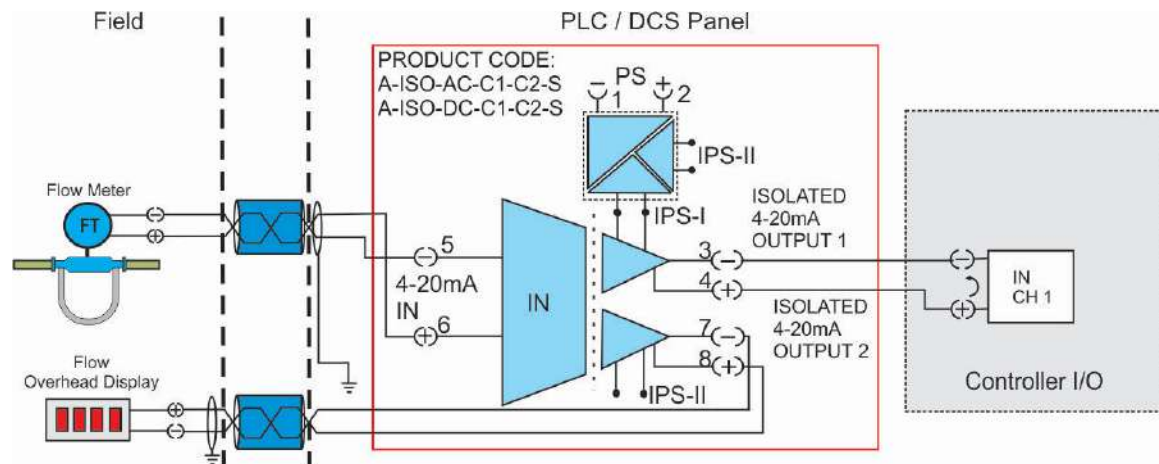 Field
PLC / DCS Panel
PRODUCT CODE:
A-ISO-AC-C1-C2-S
A-ISO-DC-C1-C2-S
− PS +
1 2
IPS-II
Flow Meter
FT
−
+
IPS-I
ISOLATED
4-20mA
OUTPUT 1
− 5
4-20mA
IN
+ 6
IN
3 −
4 +
−
+
IN
CH 1
ISOLATED
4-20mA
OUTPUT 2
7 −
8 +
IPS-II
Controller I/O
Flow
Overhead Display
+
−